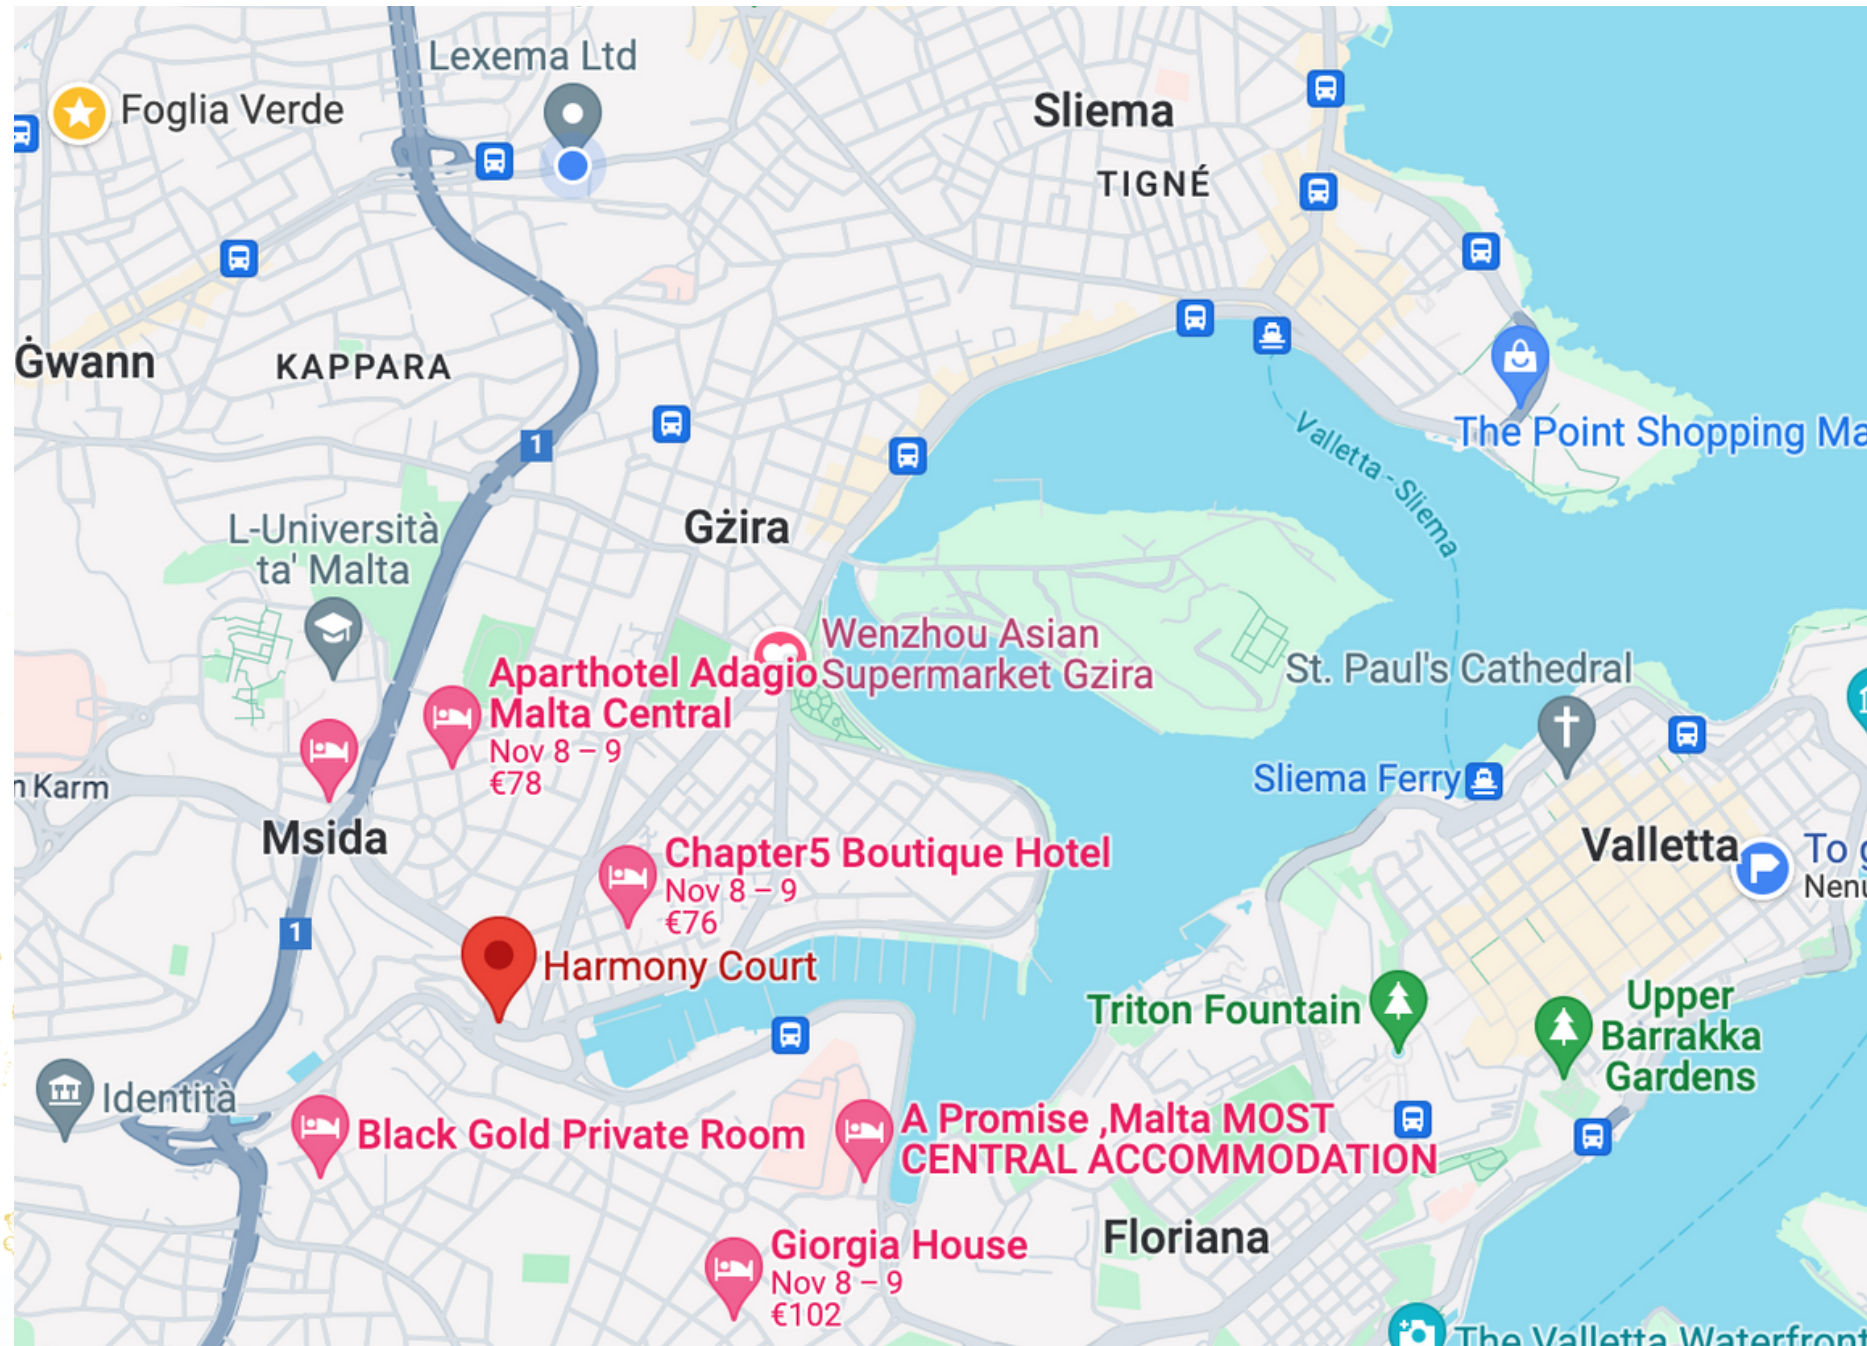 Lexema Ltd
Foglia Verde
Sliema
TIGNÉ
Ġwann
KAPPARA
The Point Shopping Ma
1
Valletta - Sliema
L-Università
ta' Malta
Gżira
Wenzhou Asian
Supermarket Gzira
St. Paul's Cathedral
Aparthotel Adagio
Malta Central
Nov 8 – 9
€78
n Karm
Sliema Ferry
Msida
Valletta
To g
Nenu
Chapter5 Boutique Hotel
Nov 8 – 9
€76
1
Harmony Court
Triton Fountain
Upper
Barrakka
Gardens
Identità
Black Gold Private Room
A Promise ,Malta MOST
CENTRAL ACCOMMODATION
Floriana
Giorgia House
Nov 8 – 9
€102
The Valletta Waterfront